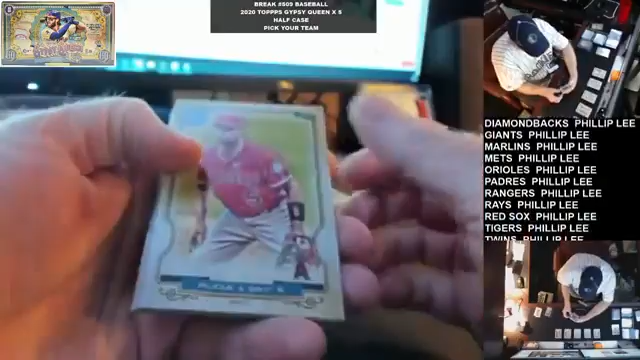 BREAK #509 BASEBALL
2020 TOPPPS GYPSY QUEEN X 5
HALF CASE
PICK YOUR TEAM
DIAMONDBACKS PHILLIP LEE
GIANTS PHILLIP LEE
MARLINS PHILLIP LEE
METS PHILLIP LEE
ORIOLES PHILLIP LEE
PADRES PHILLIP LEE
RANGERS PHILLIP LEE
RAYS PHILLIP LEE
RED SOX PHILLIP LEE
TIGERS PHILLIP LEE
TWINS PHILLIP LEE